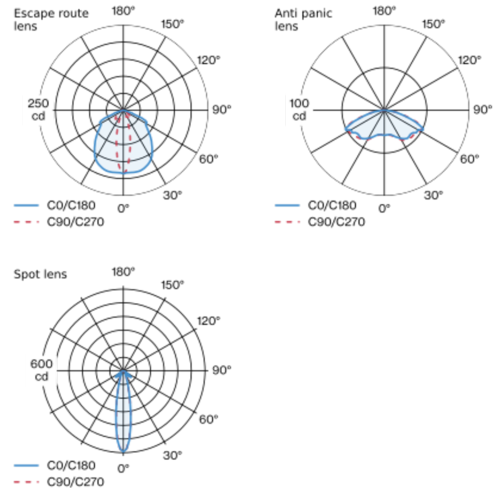 Escape route
lens
180°
150°
120°
250
cd
90°
60°
30°
0°
C0/C180
C90/C270
Anti panic
lens
180°
150°
120°
100
cd
90°
60°
30°
0°
C0/C180
C90/C270
Spot lens
180°
150°
120°
600
cd
90°
60°
30°
0°
C0/C180
C90/C270